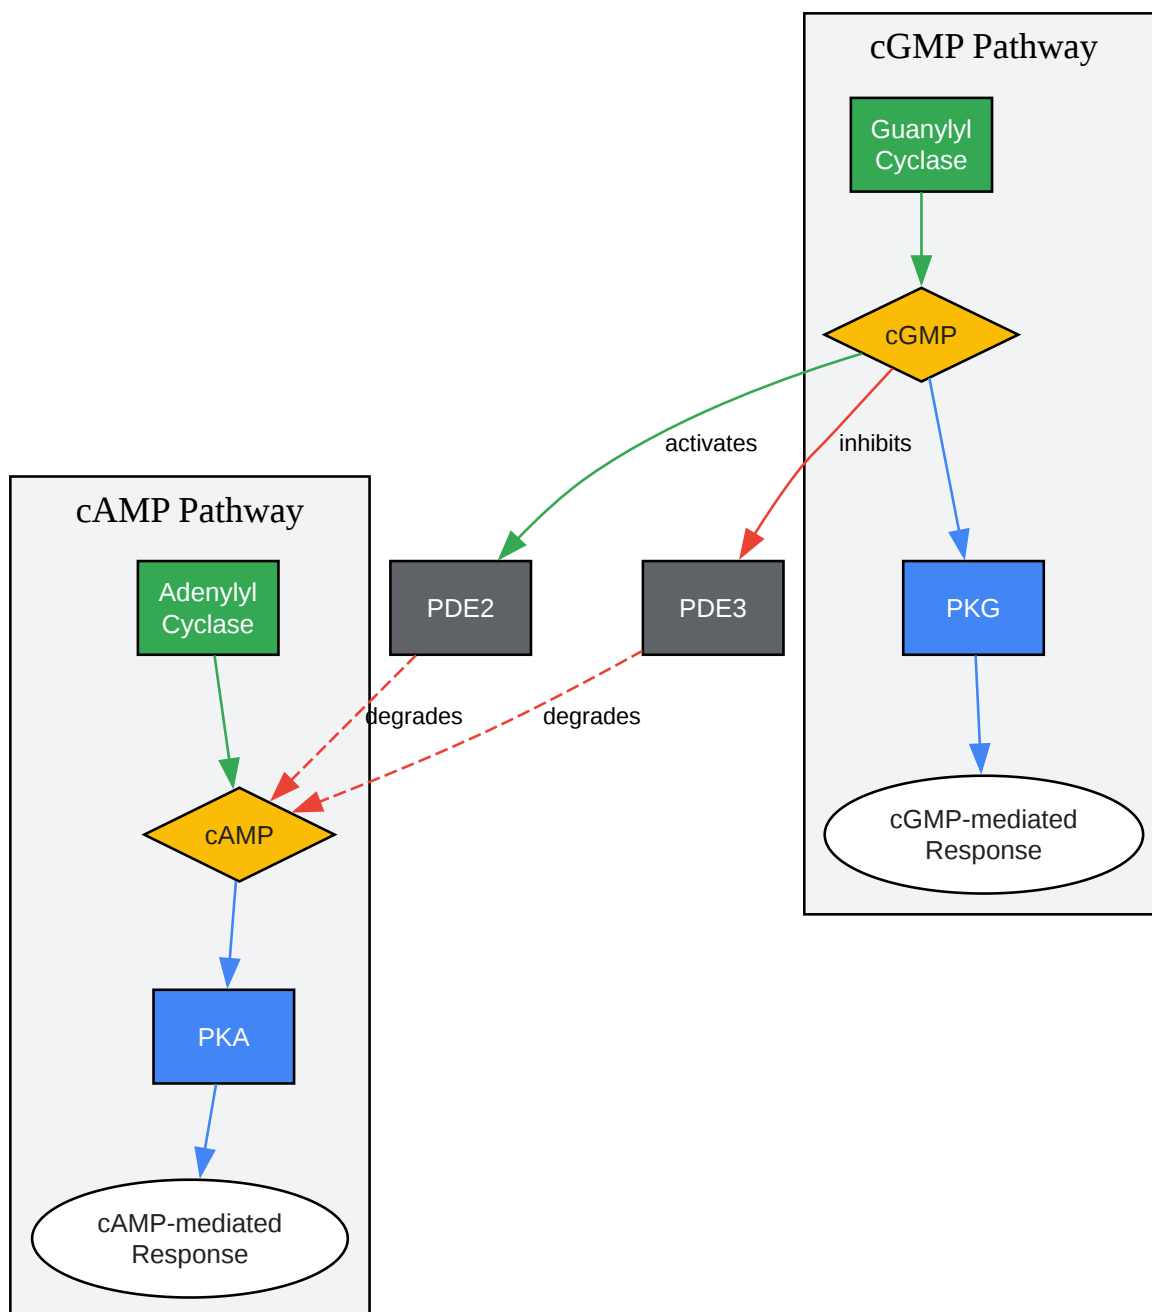 cGMP Pathway
Guanylyl
Cyclase
cGMP
activates
inhibits
cAMP Pathway
Adenylyl
Cyclase
PDE2
PDE3
PKG
degrades
degrades
cAMP
cGMP-mediated
Response
PKA
cAMP-mediated
Response